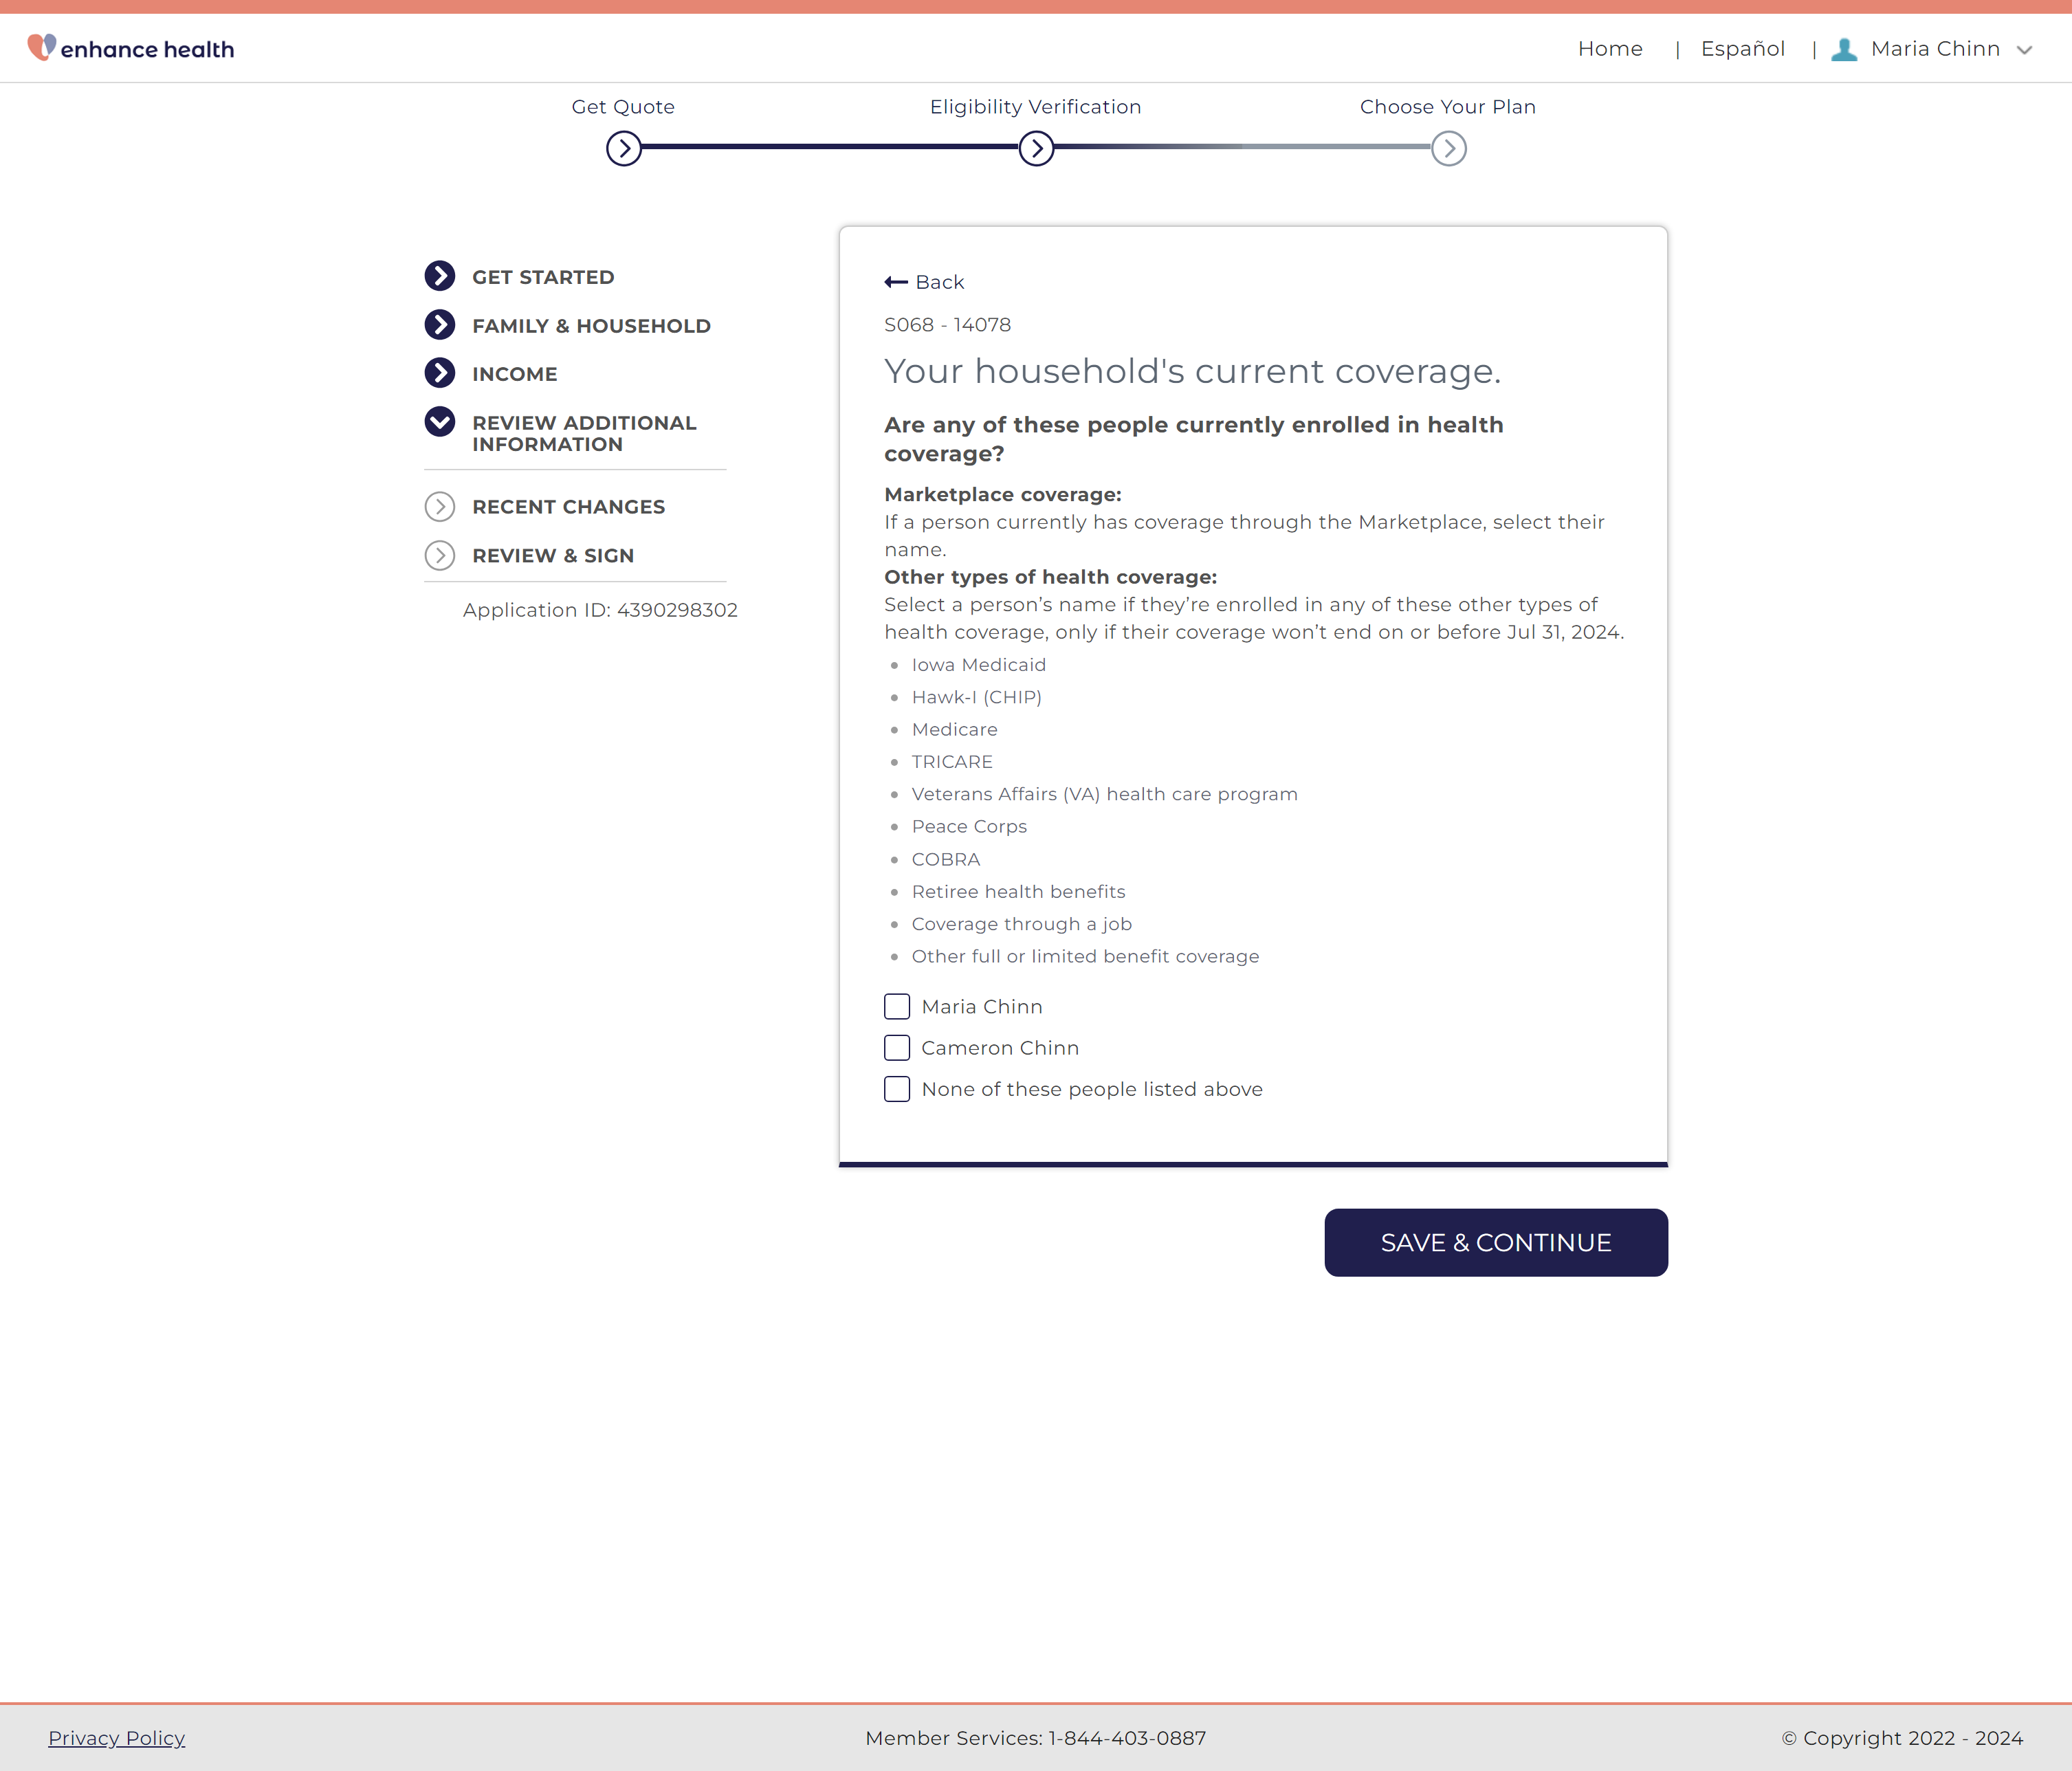 enhance health
Home | Español | Maria Chinn
Get Quote
Eligibility Verification
Choose Your Plan
GET STARTED
FAMILY & HOUSEHOLD
INCOME
REVIEW ADDITIONAL
INFORMATION
RECENT CHANGES
REVIEW & SIGN
Application ID: 4390298302
Back
S068 - 14078
Your household's current coverage.
Are any of these people currently enrolled in health
coverage?
Marketplace coverage:
If a person currently has coverage through the Marketplace, select their
name.
Other types of health coverage:
Select a person’s name if they’re enrolled in any of these other types of
health coverage, only if their coverage won’t end on or before Jul 31, 2024.
• Iowa Medicaid
• Hawk-I (CHIP)
• Medicare
• TRICARE
• Veterans Affairs (VA) health care program
• Peace Corps
• COBRA
• Retiree health benefits
• Coverage through a job
• Other full or limited benefit coverage
Maria Chinn
Cameron Chinn
None of these people listed above
SAVE & CONTINUE
Privacy Policy
Member Services: 1-844-403-0887
© Copyright 2022 - 2024